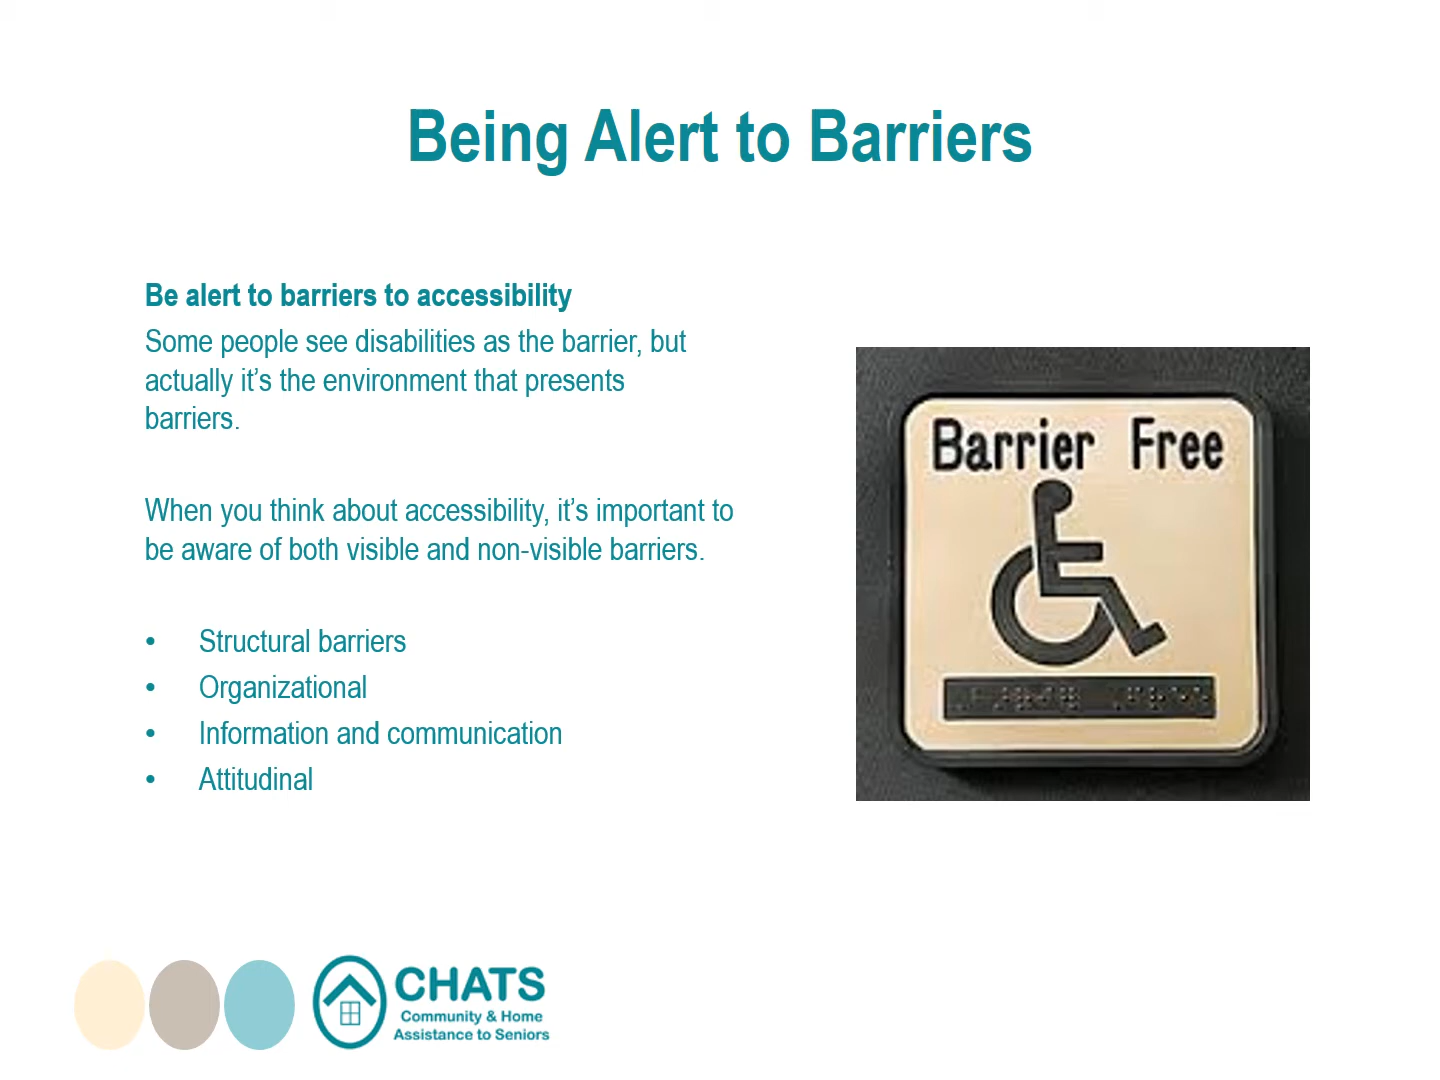 Being Alert to Barriers
Be alert to barriers to accessibility
Some people see disabilities as the barrier, but
actually it’s the environment that presents
barriers.
When you think about accessibility, it’s important to
be aware of both visible and non-visible barriers.
• Structural barriers
• Organizational
• Information and communication
• Attitudinal
Barrier Free
CHATS
Community & Home
Assistance to Seniors